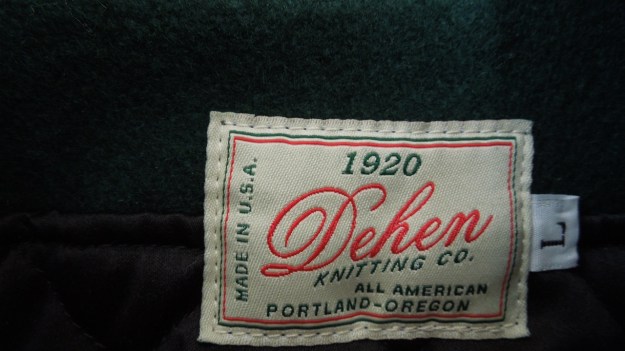 1920
Dehen
KNITTING CO.
ALL AMERICAN
PORTLAND-OREGON
MADE IN U.S.A.
L